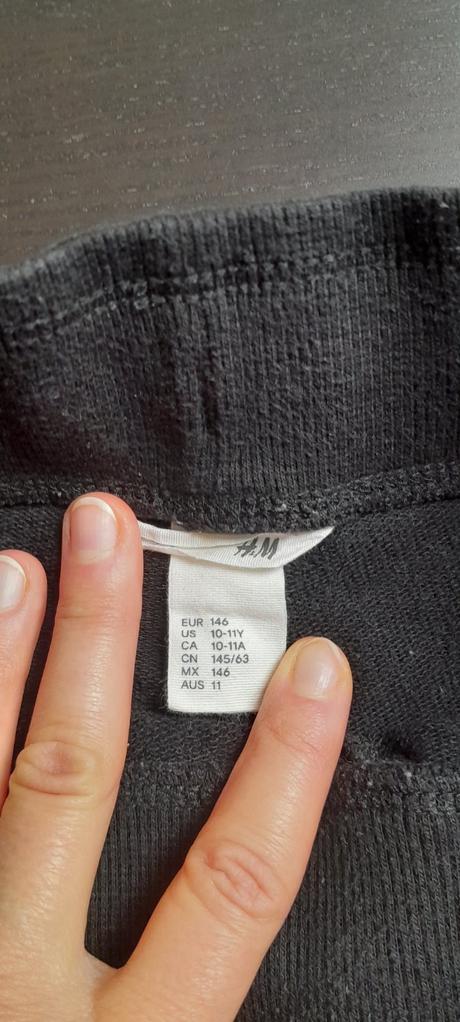 H&M
EUR 146
US 10-11Y
CA 10-11A
CN 145/63
MX 146
AUS 11